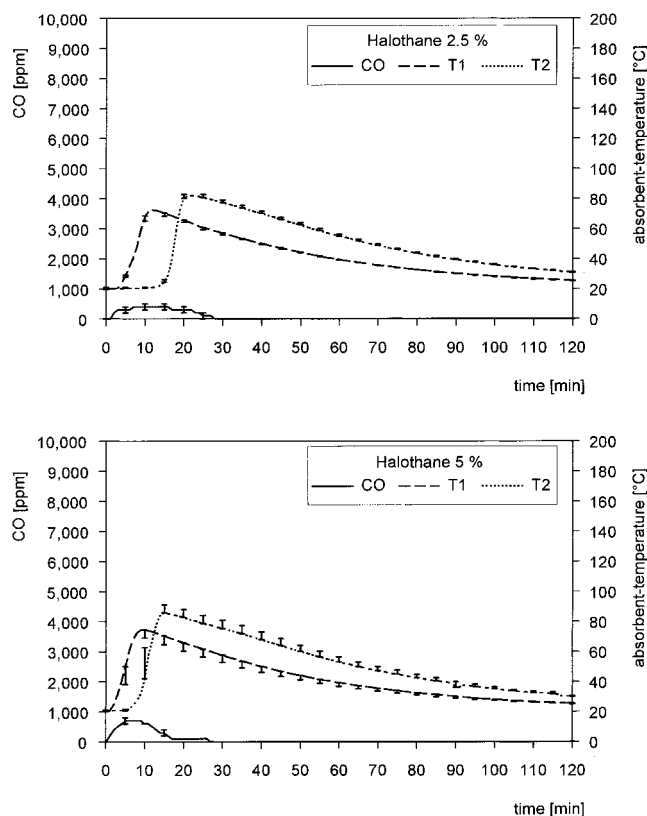 10,000 200
Halothane 2.5 %
9,000 180
CO T1 T2
8,000 160
7,000 140
6,000 120
5,000 100
4,000 80
3,000 60
2,000 40
1,000 20
0 0
CO [ppm]
absorbent-temperature [°C]
0 10 20 30 40 50 60 70 80 90 100 110 120
time [min]
10,000 200
Halothane 5 %
9,000 180
CO T1 T2
8,000 160
7,000 140
6,000 120
5,000 100
4,000 80
3,000 60
2,000 40
1,000 20
0 0
CO [ppm]
absorbent-temperature [°C]
0 10 20 30 40 50 60 70 80 90 100 110 120
time [min]